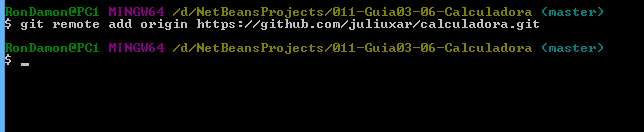 RonDamon@PC1 MINGW64 /d/NetBeansProjects/011-Guia03-06-Calculadora (master)
$ git remote add origin https://github.com/juliuxar/calculadora.git
RonDamon@PC1 MINGW64 /d/NetBeansProjects/011-Guia03-06-Calculadora (master)
$